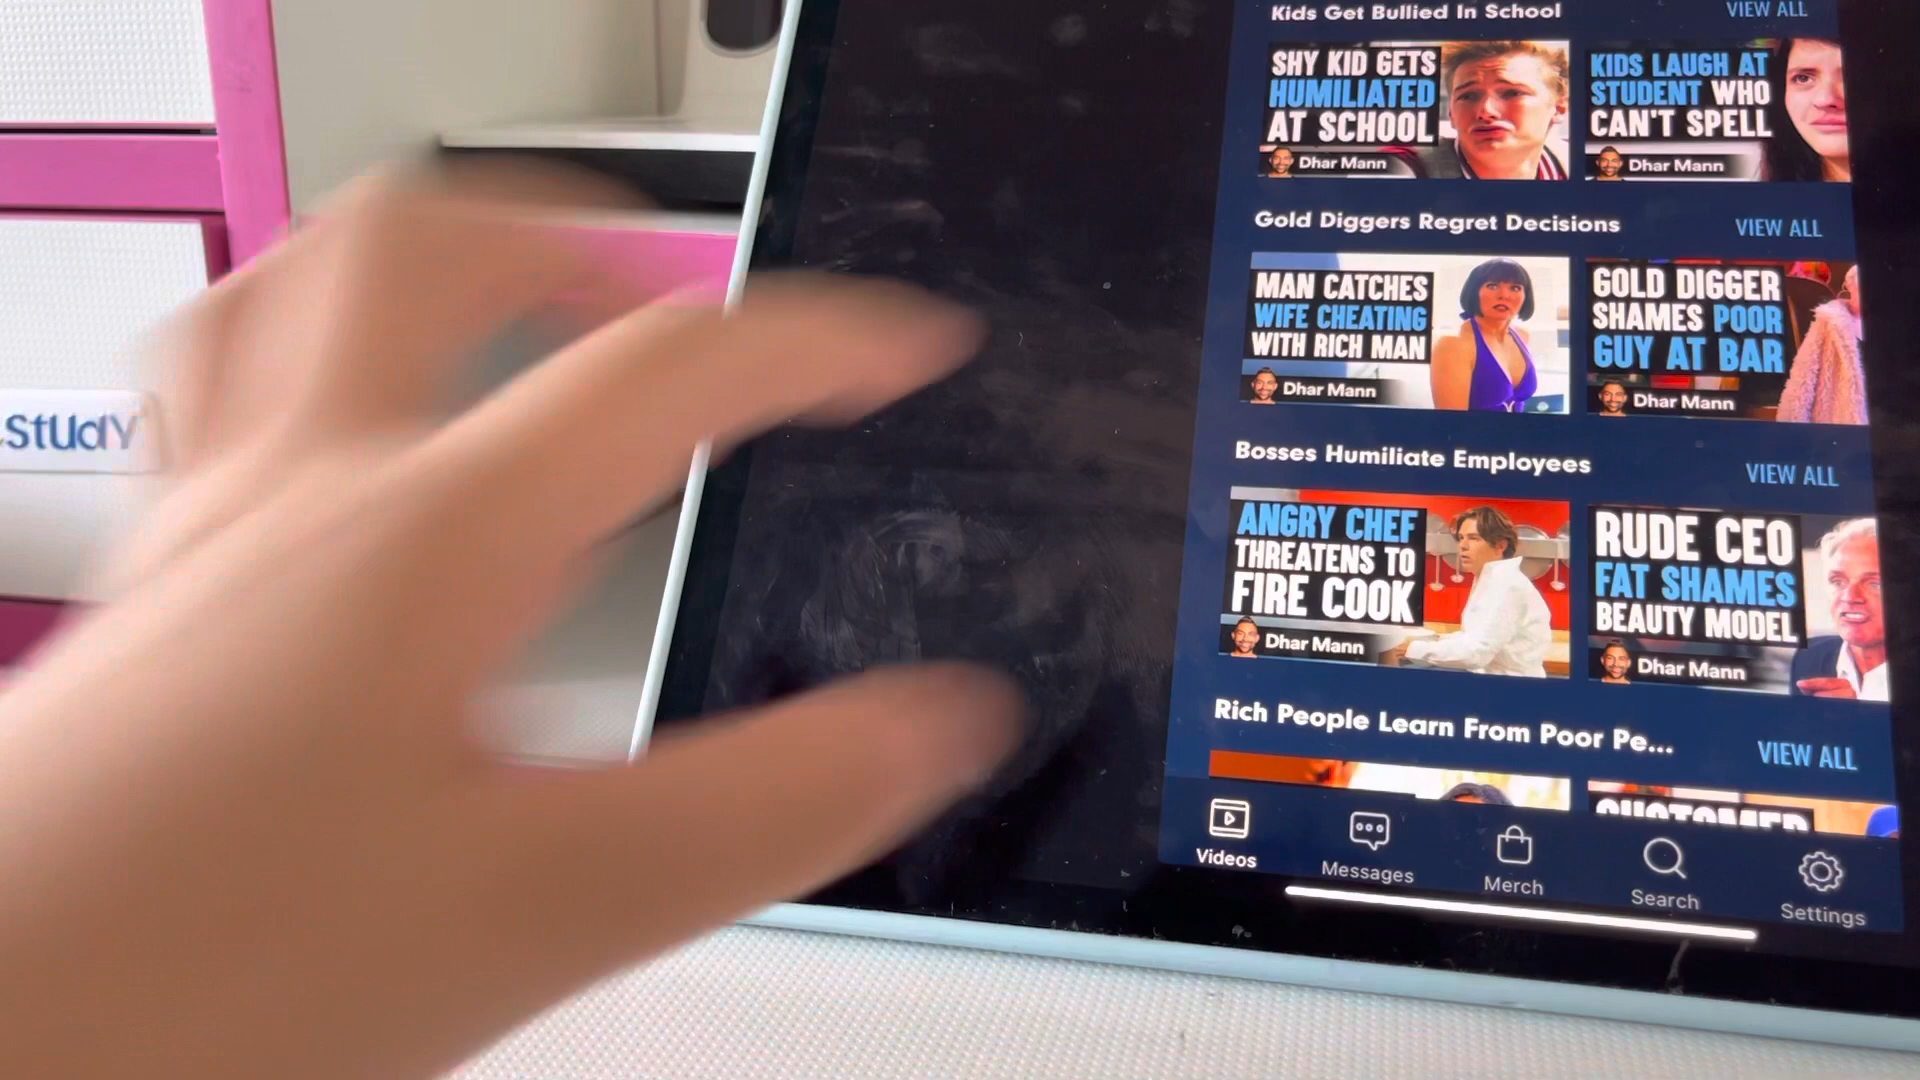 Kids Get Bullied In School
VIEW ALL
SHY KID GETS
HUMILIATED
AT SCHOOL
Dhar Mann
KIDS LAUGH AT
STUDENT WHO
CAN'T SPELL
Dhar Mann
Gold Diggers Regret Decisions
VIEW ALL
MAN CATCHES
WIFE CHEATING
WITH RICH MAN
Dhar Mann
GOLD DIGGER
SHAMES POOR
GUY AT BAR
Dhar Mann
study
Bosses Humiliate Employees
VIEW ALL
ANGRY CHEF
THREATENS TO
FIRE COOK
Dhar Mann
RUDE CEO
FAT SHAMES
BEAUTY MODEL
Dhar Mann
Rich People Learn From Poor Pe...
VIEW ALL
CUSTOMER
Videos
Messages
Merch
Search
Settings